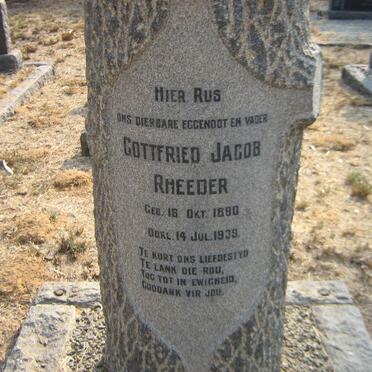 HIER RUS
ONS DIERBARE EGGENOOT EN VADER
GOTTFRIED JACOB
RHEEDER
GEB. 16 OKT. 1890
OORL. 14 JUL. 1939.
TE KORT ONS LIEFDESTYD
TE LANK DIE ROU,
TOG TOT IN EWIGHEID,
GOODANK VIR JOU.